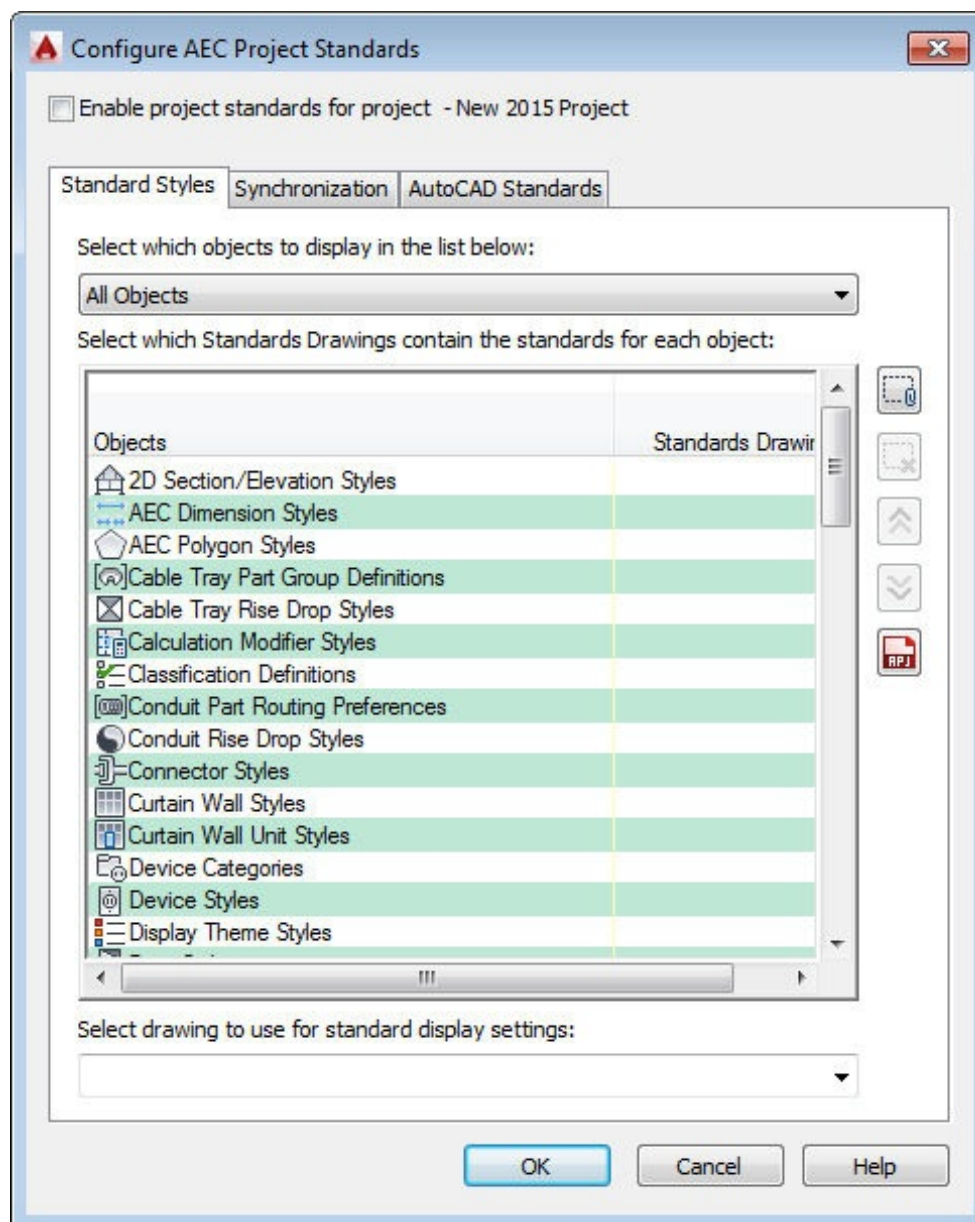 Configure AEC Project Standards
Enable project standards for project - New 2015 Project
Standard Styles Synchronization AutoCAD Standards
Select which objects to display in the list below:
All Objects
Select which Standards Drawings contain the standards for each object:
Objects Standards Drawin
2D Section/Elevation Styles
AEC Dimension Styles
AEC Polygon Styles
Cable Tray Part Group Definitions
Cable Tray Rise Drop Styles
Calculation Modifier Styles
Classification Definitions
Conduit Part Routing Preferences
Conduit Rise Drop Styles
Connector Styles
Curtain Wall Styles
Curtain Wall Unit Styles
Device Categories
Device Styles
Display Theme Styles
APJ
Select drawing to use for standard display settings:
OK Cancel Help